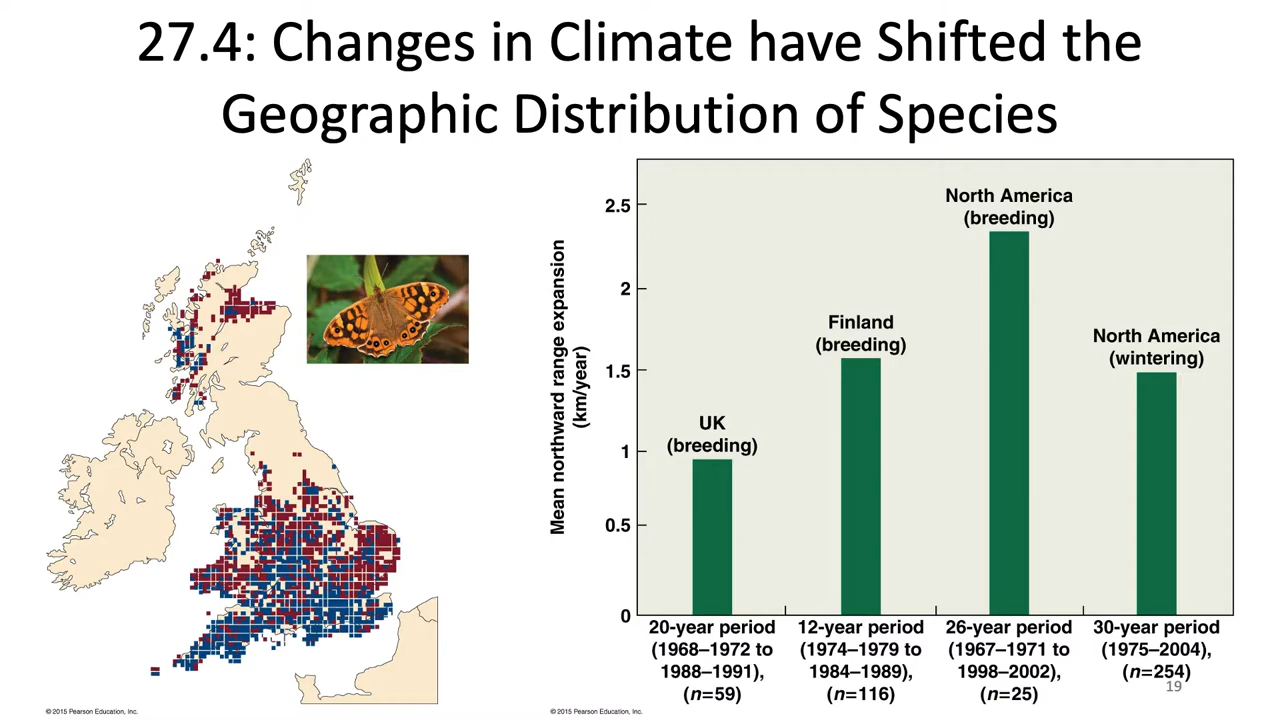 27.4: Changes in Climate have Shifted the
Geographic Distribution of Species
Mean northward range expansion
(km/year)
2.5
2
1.5
1
0.5
0
UK
(breeding)
Finland
(breeding)
North America
(breeding)
North America
(wintering)
20-year period
(1968–1972 to
1988–1991),
(n=59)
12-year period
(1974–1979 to
1984–1989),
(n=116)
26-year period
(1967–1971 to
1998–2002),
(n=25)
30-year period
(1975–2004),
(n=254)
19
© 2015 Pearson Education, Inc.
© 2015 Pearson Education, Inc.